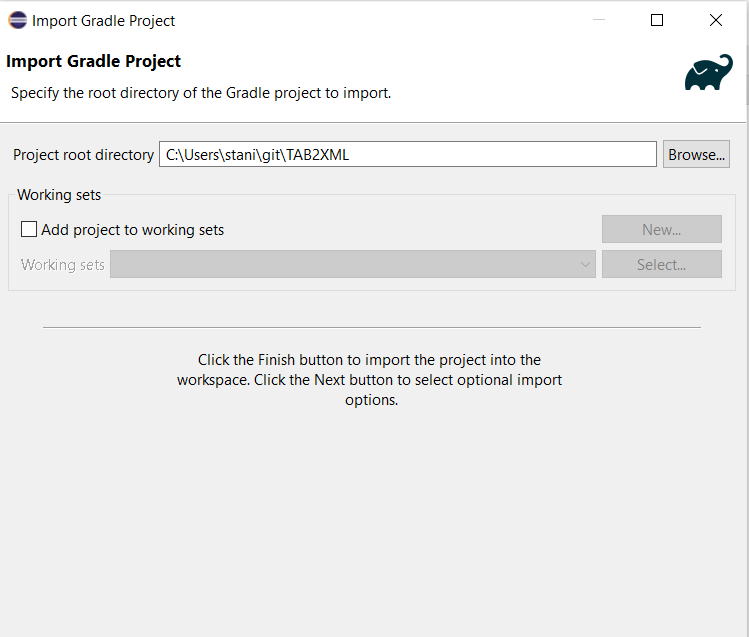 Import Gradle Project
Import Gradle Project
Specify the root directory of the Gradle project to import.
Project root directory C:\Users\stani\git\TAB2XML Browse...
Working sets
Add project to working sets New...
Working sets Select...
Click the Finish button to import the project into the
workspace. Click the Next button to select optional import
options.